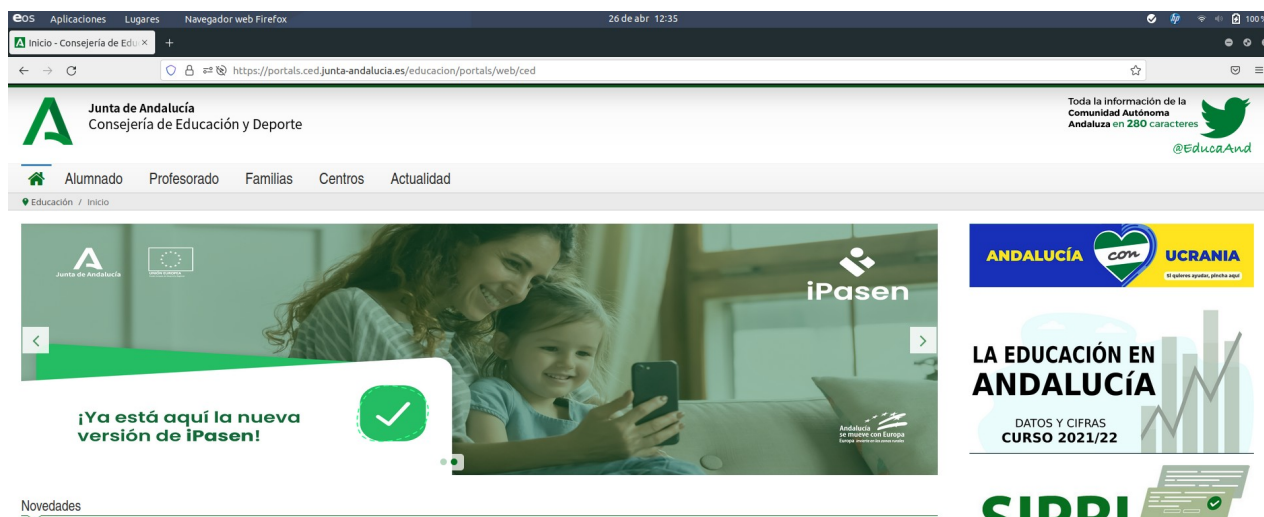 eos Aplicaciones Lugares Navegador web Firefox 26 de abr 12:35 100%
Inicio - Consejería de Edu
https://portals.ced.junta-andalucia.es/educacion/portals/web/ced
Junta de Andalucía
Consejería de Educación y Deporte
Toda la información de la
Comunidad Autónoma
Andaluza en 280 caracteres
@EducaAnd
Alumnado Profesorado Familias Centros Actualidad
Educación / Inicio
Junta de Andalucía
UNIÓN EUROPEA
iPasen
¡Ya está aquí la nueva
versión de iPasen!
Andalucía
se mueve con Europa
ANDALUCÍA con UCRANIA
Si quieres ayudar, pincha aquí
LA EDUCACIÓN EN
ANDALUCÍA
DATOS Y CIFRAS
CURSO 2021/22
Novedades